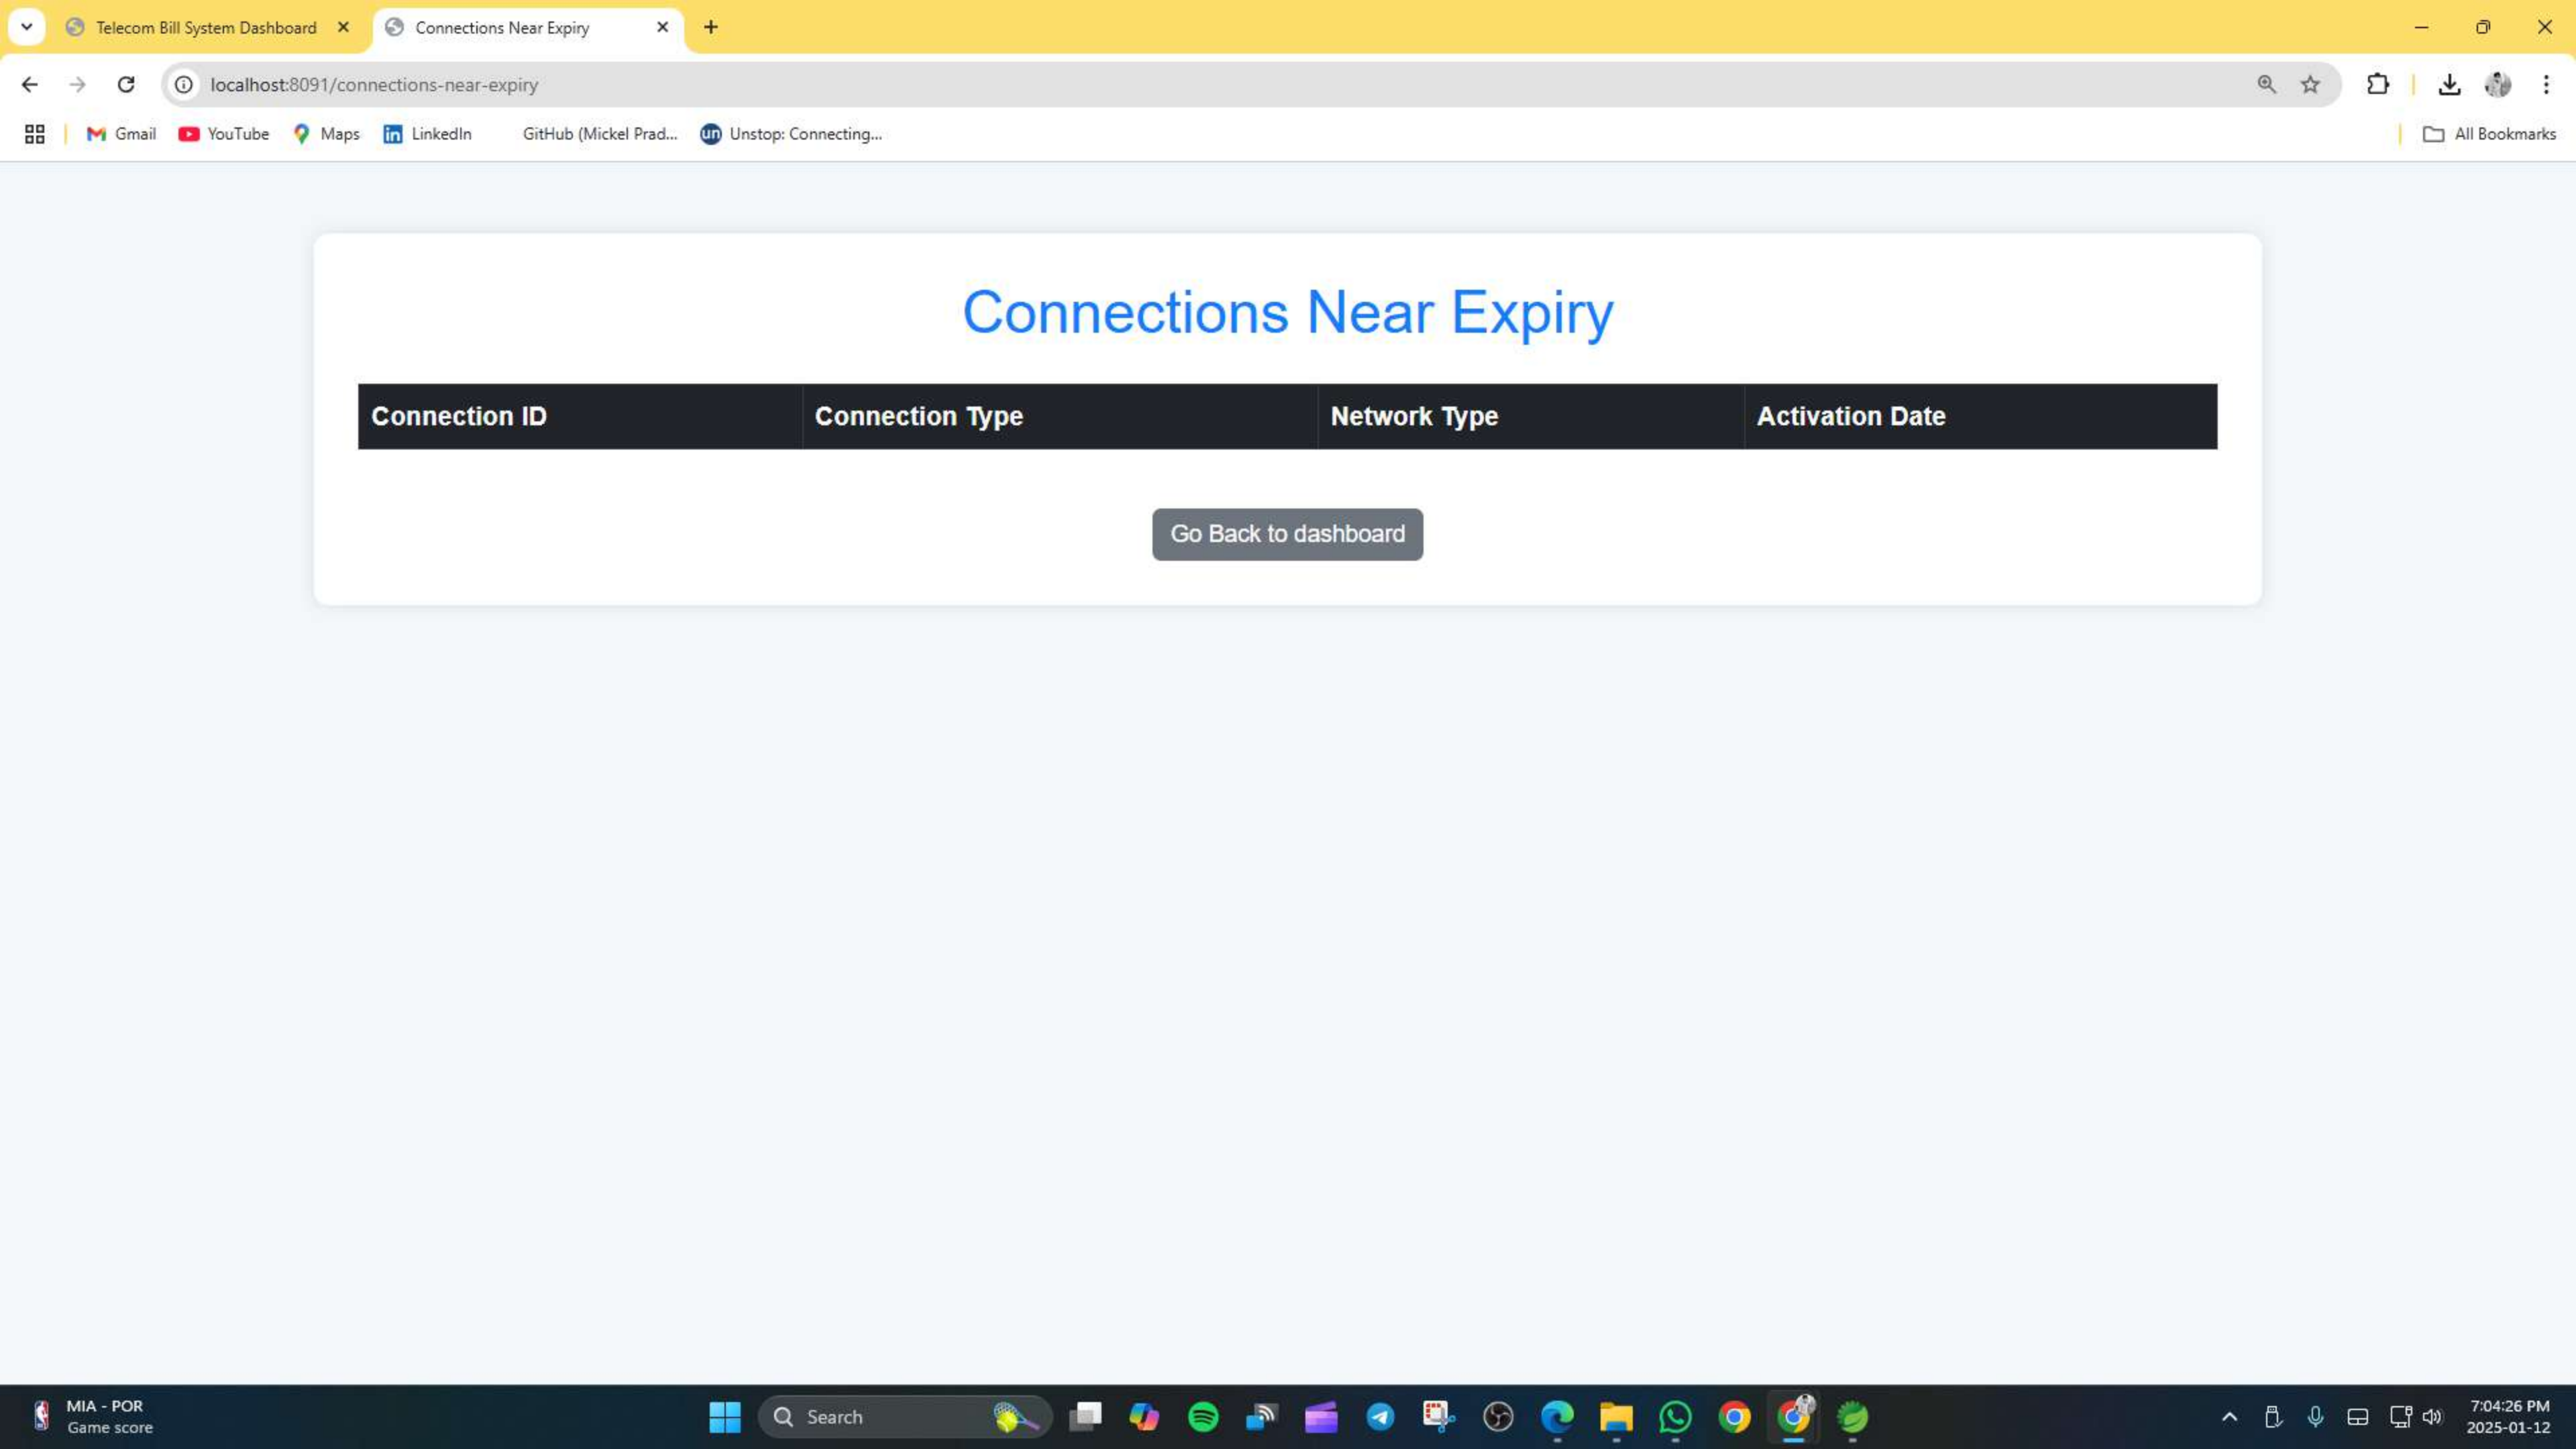 Telecom Bill System Dashboard
Connections Near Expiry
localhost:8091/connections-near-expiry
Gmail
YouTube
Maps
LinkedIn
GitHub (Mickel Prad...
un
Unstop: Connecting...
All Bookmarks
Connections Near Expiry
Connection ID
Connection Type
Network Type
Activation Date
Go Back to dashboard
MIA - POR
Game score
Search
7:04:26 PM
2025-01-12